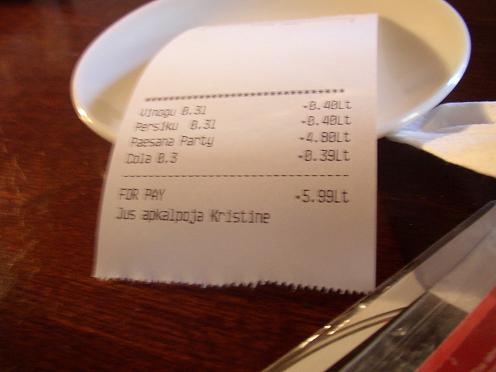 Vinogu 0.3l -0.40Lt
Persiku 0.3l -0.40Lt
Paesana Party -4.80Lt
Cola 0.3 -0.39Lt
FOR PAY -5.99Lt
Jus apkalpoja Kristine